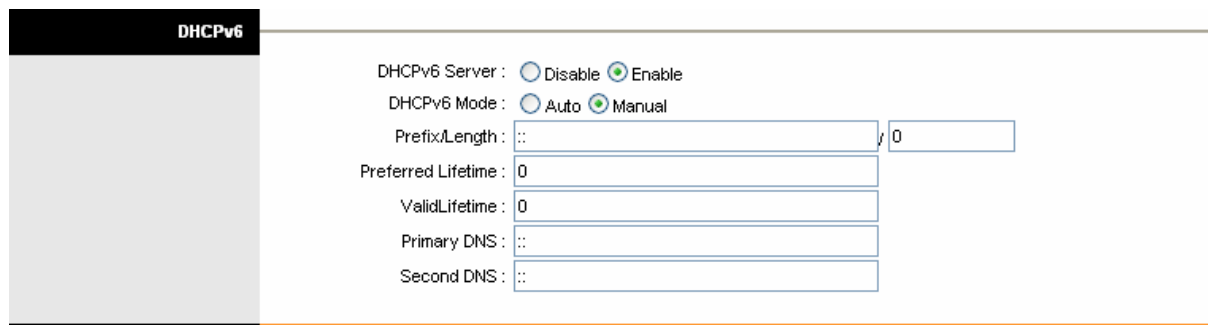 DHCPv6
DHCPv6 Server : Disable Enable
DHCPv6 Mode : Auto Manual
Prefix/Length : :: / 0
Preferred Lifetime : 0
ValidLifetime : 0
Primary DNS : ::
Second DNS : ::